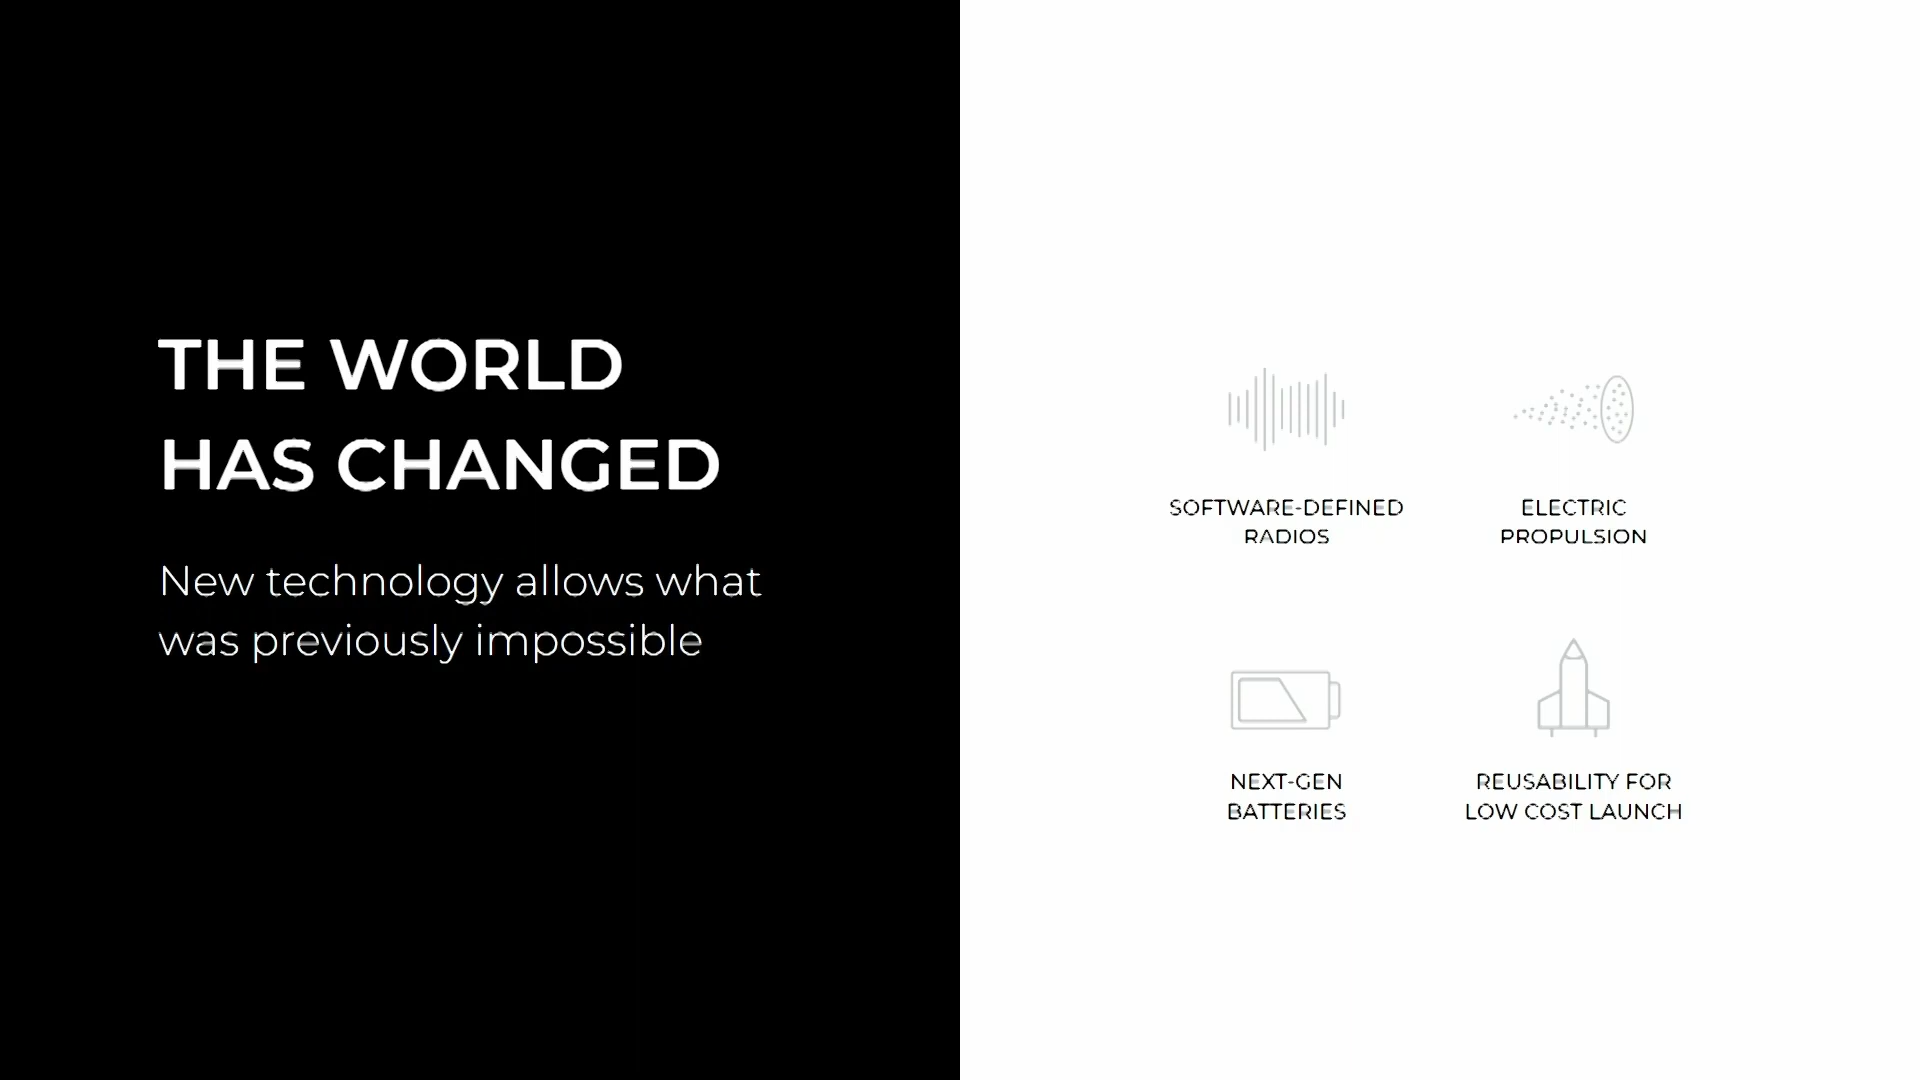 THE WORLD
HAS CHANGED
New technology allows what
was previously impossible
SOFTWARE-DEFINED
RADIOS
ELECTRIC
PROPULSION
NEXT-GEN
BATTERIES
REUSABILITY FOR
LOW COST LAUNCH